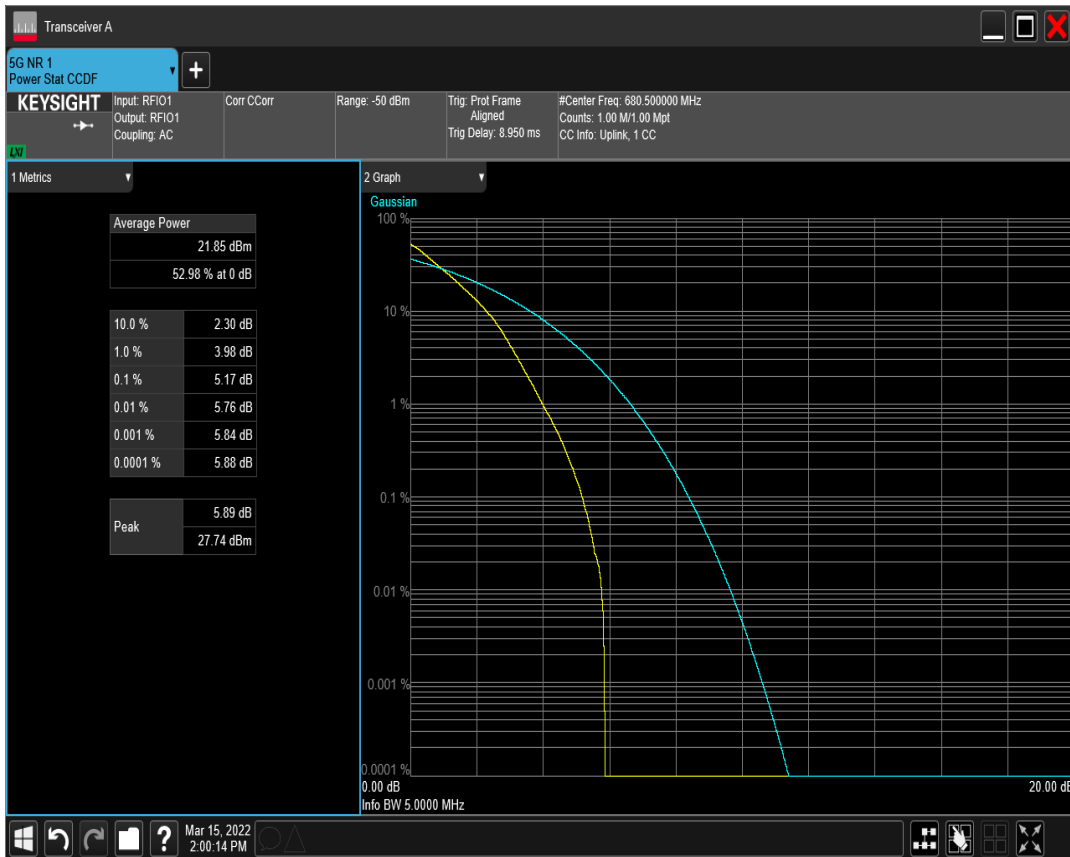 Transceiver A
5G NR 1
Power Stat CCDF
KEYSIGHT
LXI
Input: RFIO1
Output: RFIO1
Coupling: AC
Corr CCorr
Range: -50 dBm
Trig: Prot Frame
Aligned
Trig Delay: 8.950 ms
#Center Freq: 680.500000 MHz
Counts: 1.00 M/1.00 Mpt
CC Info: Uplink, 1 CC
1 Metrics
Average Power
21.85 dBm
52.98 % at 0 dB
10.0 % 2.30 dB
1.0 % 3.98 dB
0.1 % 5.17 dB
0.01 % 5.76 dB
0.001 % 5.84 dB
0.0001 % 5.88 dB
Peak
5.89 dB
27.74 dBm
2 Graph
Gaussian
100 %
10 %
1 %
0.1 %
0.01 %
0.001 %
0.0001 %
0.00 dB 20.00 dB
Info BW 5.0000 MHz
?
Mar 15, 2022
2:00:14 PM